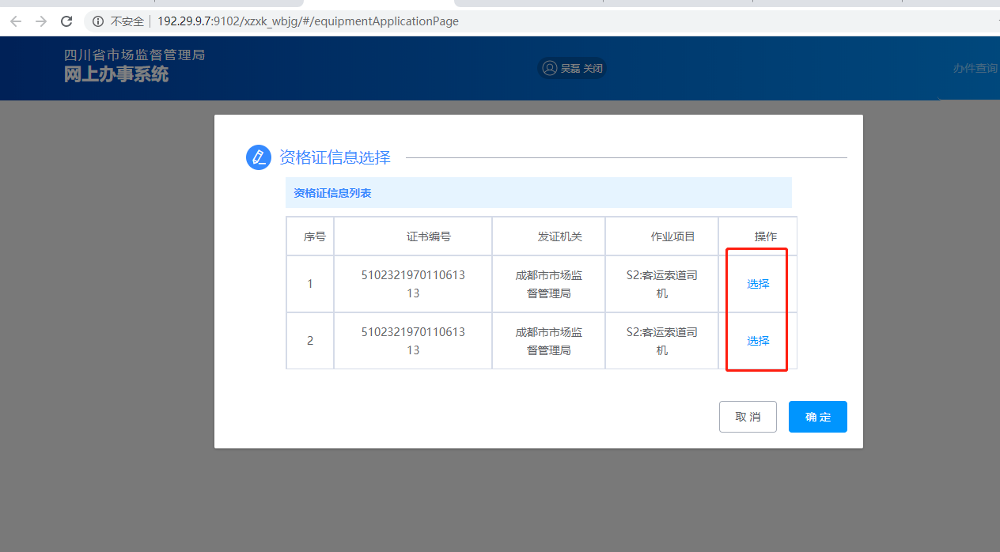 不安全 192.29.9.7:9102/xzxk_wbjg/#/equipmentApplicationPage
四川省市场监督管理局
网上办事系统
吴磊 关闭
办件查询
资格证信息选择
资格证信息列表
序号 证书编号 发证机关 作业项目 操作
1 5102321970110613 成都市市场监 S2:客运索道司 选择
13 督管理局 机
2 5102321970110613 成都市市场监 S2:客运索道司 选择
13 督管理局 机
取 消 确 定